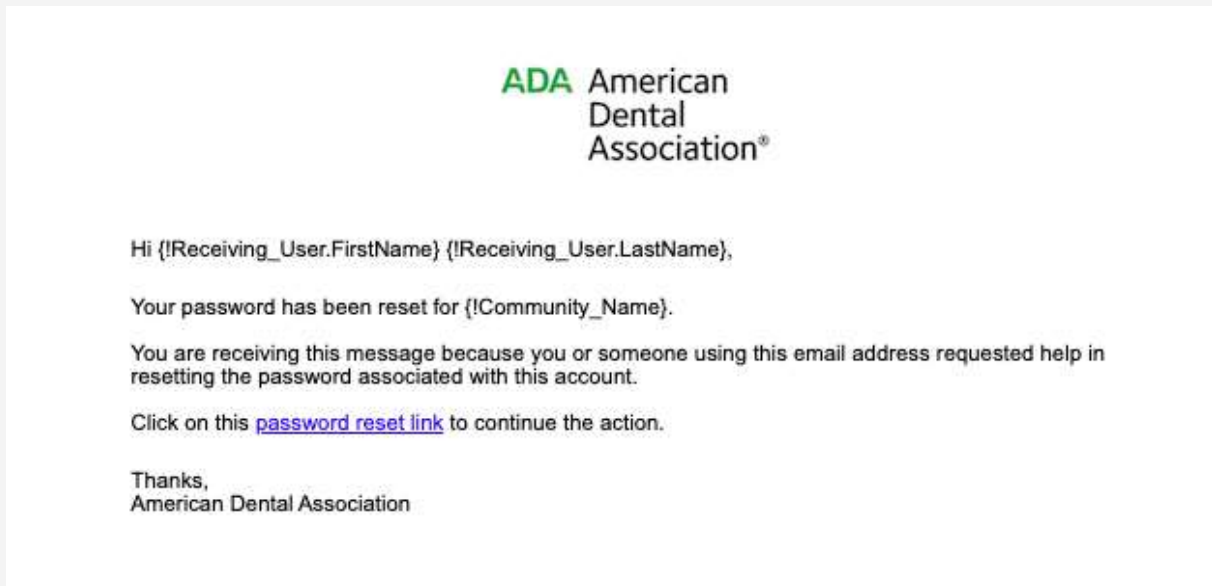 ADA American
Dental
Association®
Hi {!Receiving_User.FirstName} {!Receiving_User.LastName},
Your password has been reset for {!Community_Name}.
You are receiving this message because you or someone using this email address requested help in
resetting the password associated with this account.
Click on this password reset link to continue the action.
Thanks,
American Dental Association